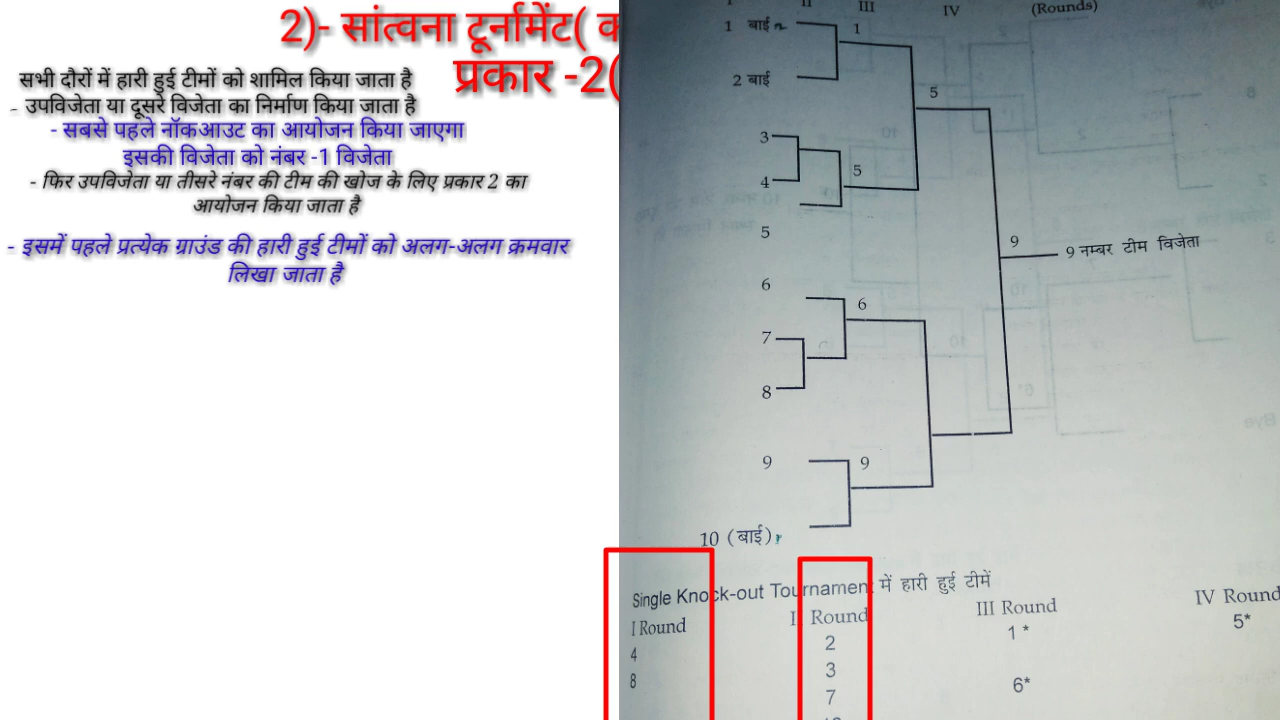 2)- सांत्वना टूर्नामेंट(
प्रकार -2(
सभी दौरों में हारी हुई टीमों को शामिल किया जाता है
- उपविजेता या दूसरे विजेता का निर्माण किया जाता है
- सबसे पहले नॉकआउट का आयोजन किया जाएगा
इसकी विजेता को नंबर -1 विजेता
- फिर उपविजेता या तीसरे नंबर की टीम की खोज के लिए प्रकार 2 का
आयोजन किया जाता है
- इसमें पहले प्रत्येक ग्राउंड की हारी हुई टीमों को अलग-अलग क्रमवार
लिखा जाता है
II III IV (Rounds)
1 बाई 1
2 बाई
5
3
4 5
5
9 9 नम्बर टीम विजेता
6 6
7
8
9 9
10 (बाई)
Single Knock-out Tournament में हारी हुई टीमें
I Round II Round III Round IV Round
4 2 1* 5*
8 3 6*
7